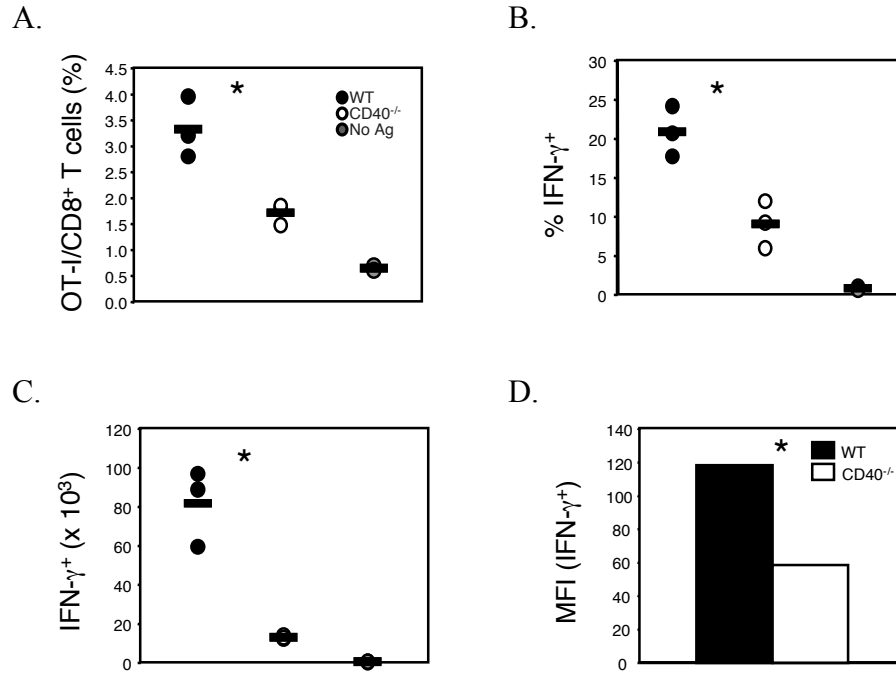 A.
OT-I/CD8⁺ T cells (%)
4.5
4.0
3.5
3.0
2.5
2.0
1.5
1.0
0.5
0.0
*
WT
CD40⁻/⁻
No Ag
B.
% IFN-γ⁺
30
25
20
15
10
5
0
*
C.
IFN-γ⁺ (x 10³)
120
100
80
60
40
20
0
*
D.
MFI (IFN-γ⁺)
140
120
100
80
60
40
20
0
*
WT
CD40⁻/⁻